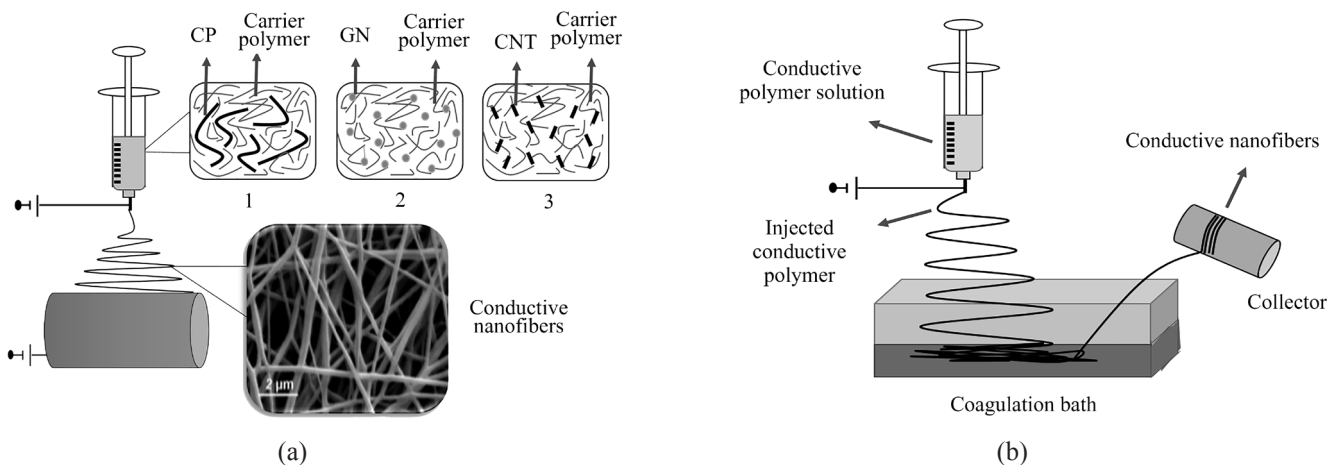 CP
Carrier
polymer
GN
Carrier
polymer
CNT
Carrier
polymer
1
2
3
2 μm
Conductive
nanofibers
(a)
Conductive
polymer solution
Conductive nanofibers
Injected
conductive
polymer
Collector
Coagulation bath
(b)